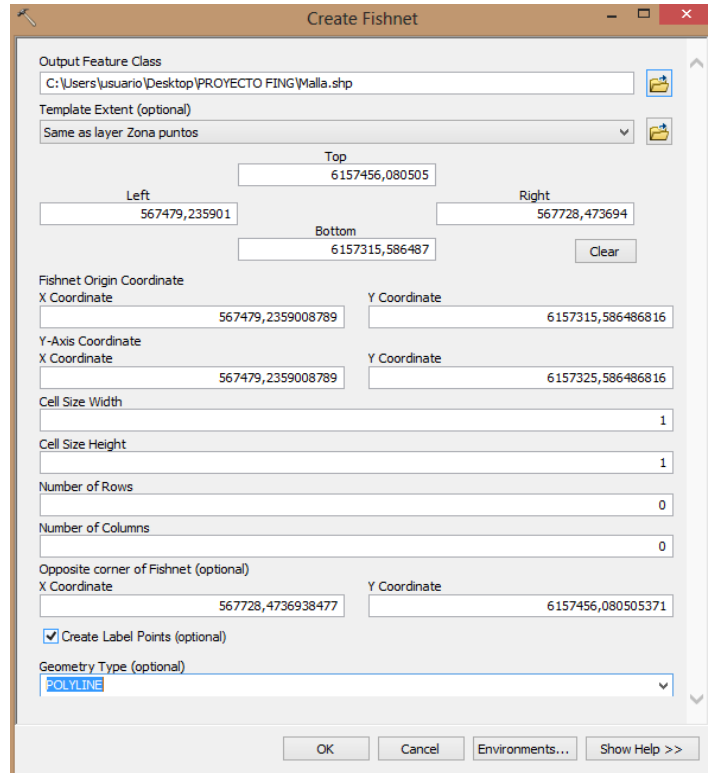 Create Fishnet
Output Feature Class
C:\Users\usuario\Desktop\PROYECTO FING\Malla.shp
Template Extent (optional)
Same as layer Zona puntos
Top
6157456,080505
Left
Right
567479,235901
567728,473694
Bottom
6157315,586487
Clear
Fishnet Origin Coordinate
X Coordinate
Y Coordinate
567479,2359008789
6157315,586486816
Y-Axis Coordinate
X Coordinate
Y Coordinate
567479,2359008789
6157325,586486816
Cell Size Width
1
Cell Size Height
1
Number of Rows
0
Number of Columns
0
Opposite corner of Fishnet (optional)
X Coordinate
Y Coordinate
567728,4736938477
6157456,080505371
Create Label Points (optional)
Geometry Type (optional)
POLYLINE
OK
Cancel
Environments...
Show Help >>